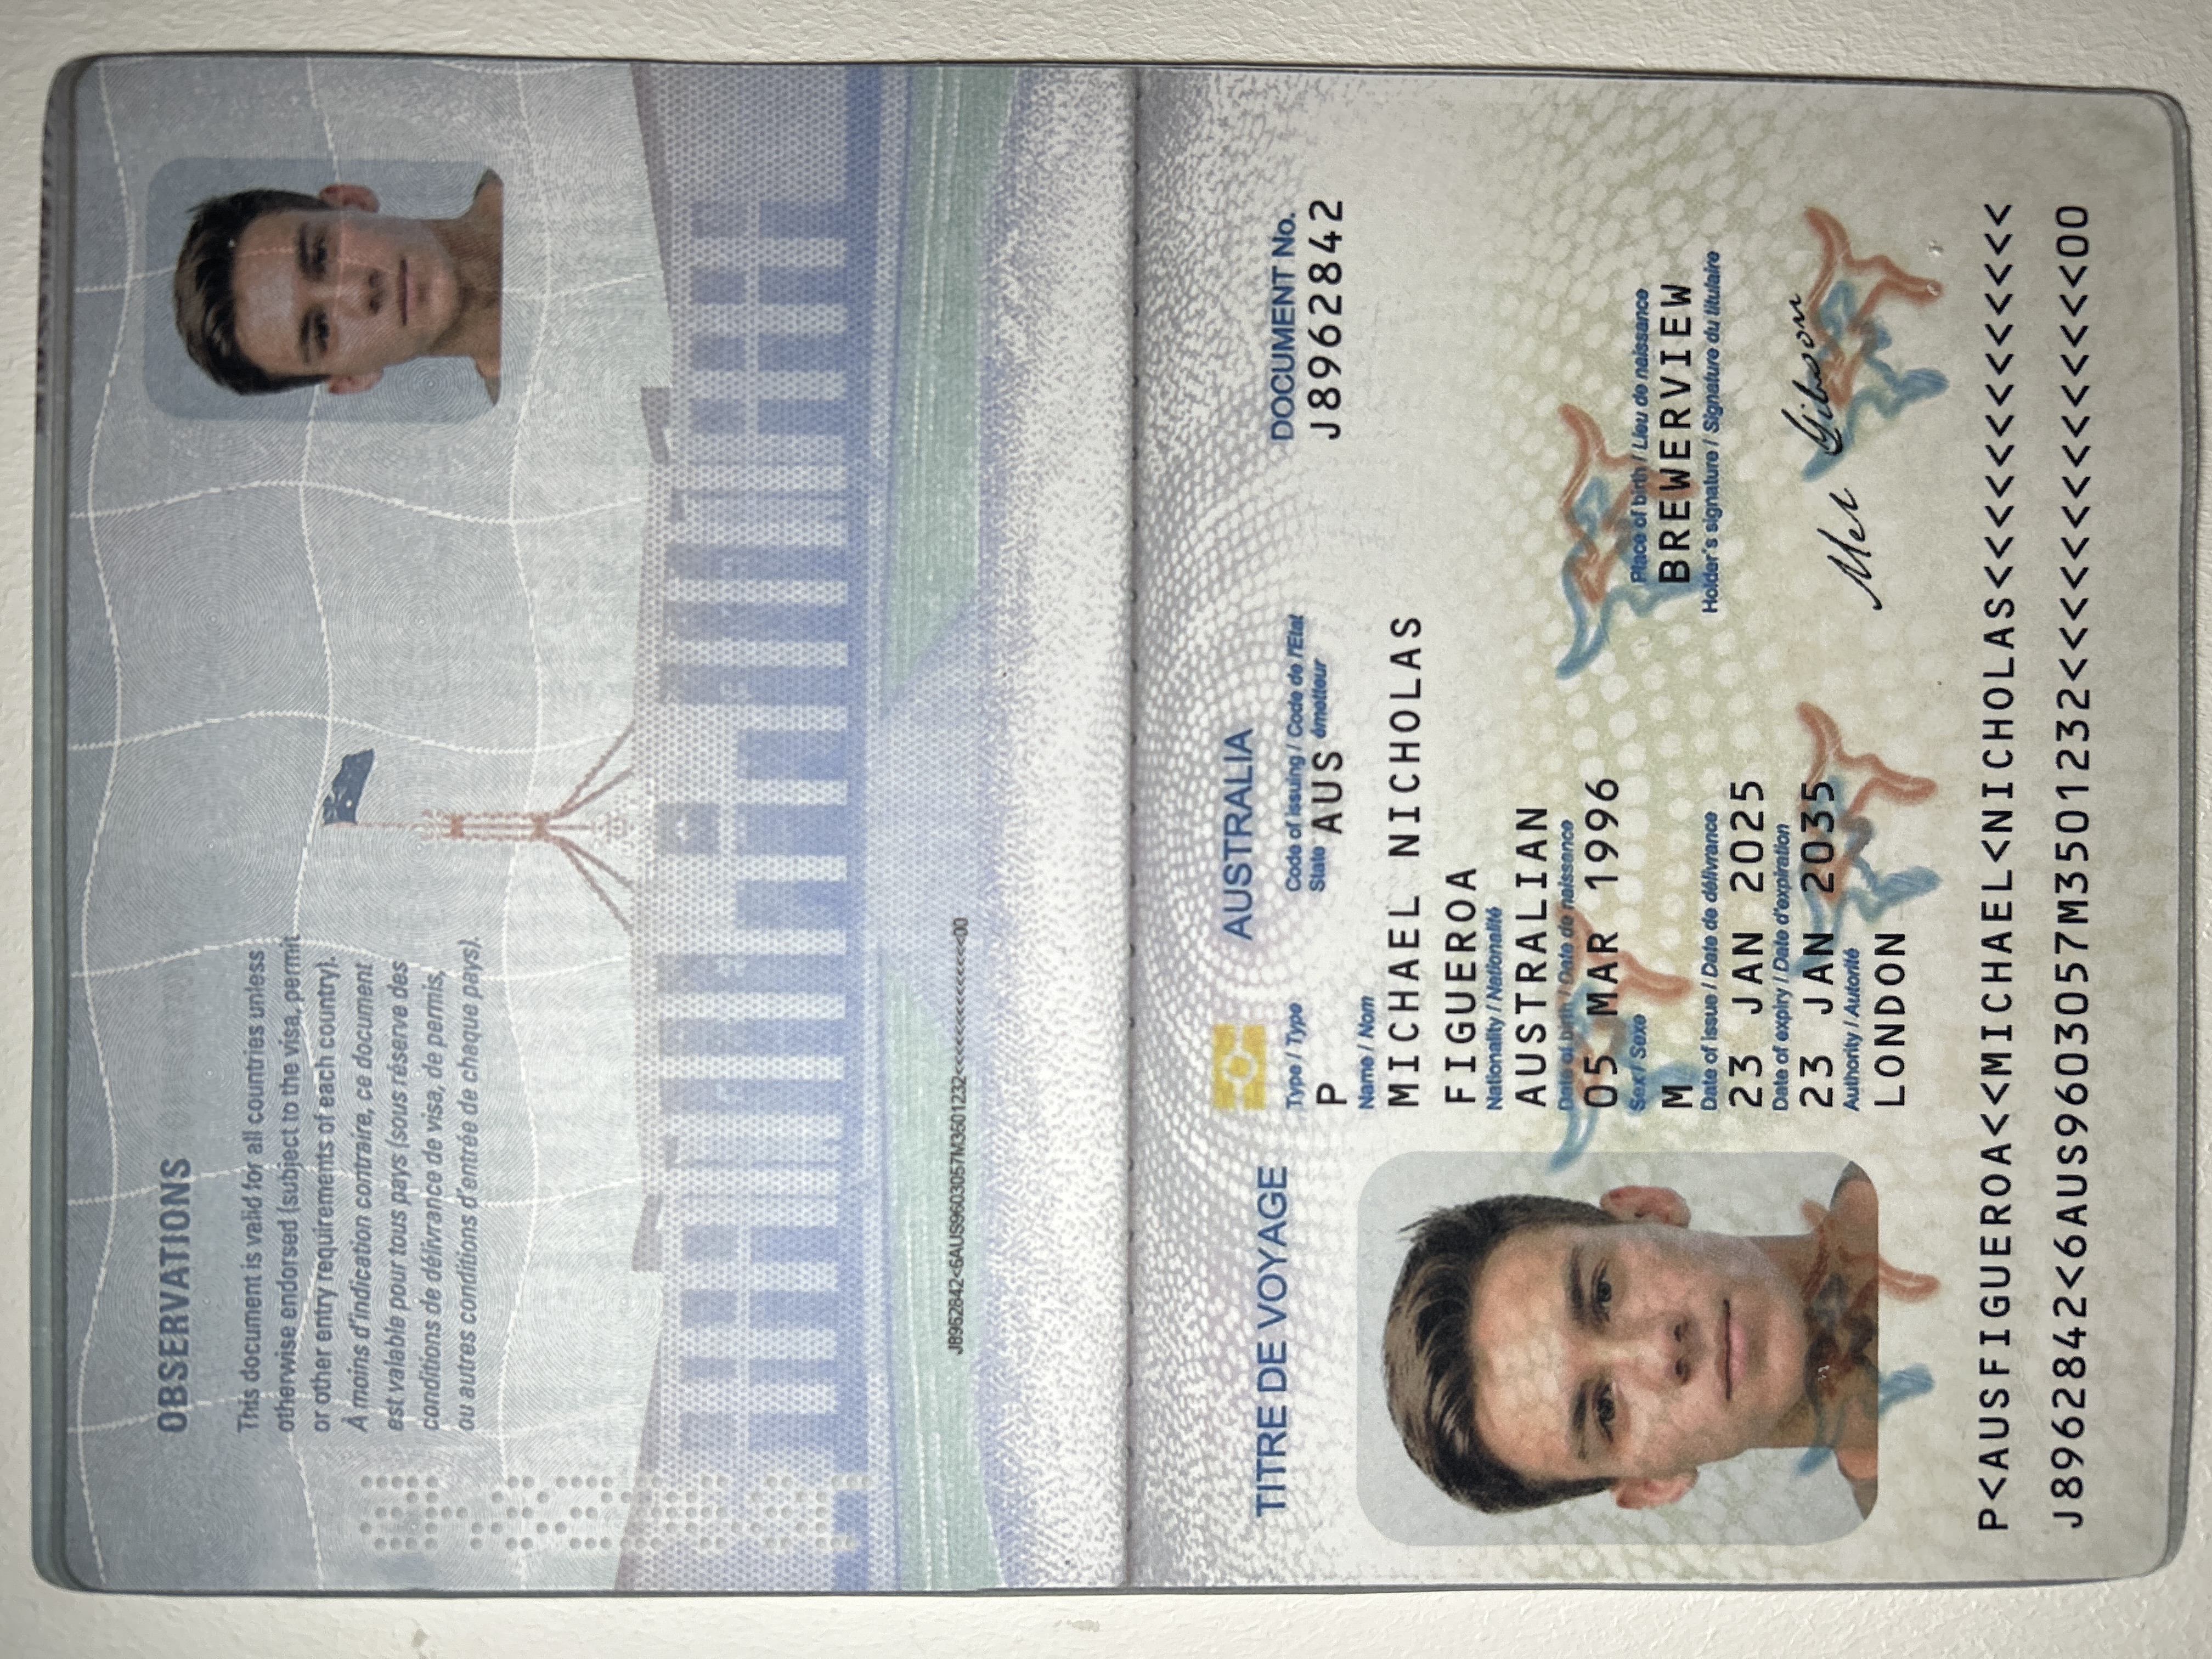 OBSERVATIONS
This document is valid for all countries unless
otherwise endorsed (subject to the visa, permit
or other entry requirements of each country).
À moins d'indication contraire, ce document
est valable pour tous pays (sous réserve des
conditions de délivrance de visa, de permis,
ou autres conditions d'entrée de chaque pays).
J8962842<6AUS9603057M3501232<<<<<<<<<<<<<<00
AUSTRALIA
TITRE DE VOYAGE
DOCUMENT No.
Type / Type
Code of issuing / Code de l'Etat
State émetteur
P
AUS
J8962842
Name / Nom
MICHAEL NICHOLAS
FIGUEROA
Nationality / Nationalité
AUSTRALIAN
Date of birth / Date de naissance
05 MAR 1996
Sex / Sexe
Place of birth / Lieu de naissance
M
BREWERVIEW
Date of issue / Date de délivrance
Holder's signature / Signature du titulaire
23 JAN 2025
Date of expiry / Date d'expiration
23 JAN 2035
Mel Gibson
Authority / Autorité
LONDON
P<AUSFIGUEROA<<MICHAEL<NICHOLAS<<<<<<<<<<<<<
J8962842<6AUS9603057M3501232<<<<<<<<<<<<<<00